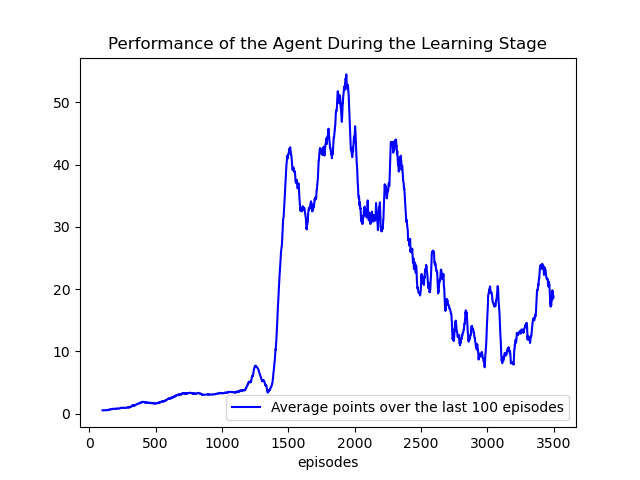 Performance of the Agent During the Learning Stage
50
40
30
20
10
0
Average points over the last 100 episodes
0 500 1000 1500 2000 2500 3000 3500
episodes